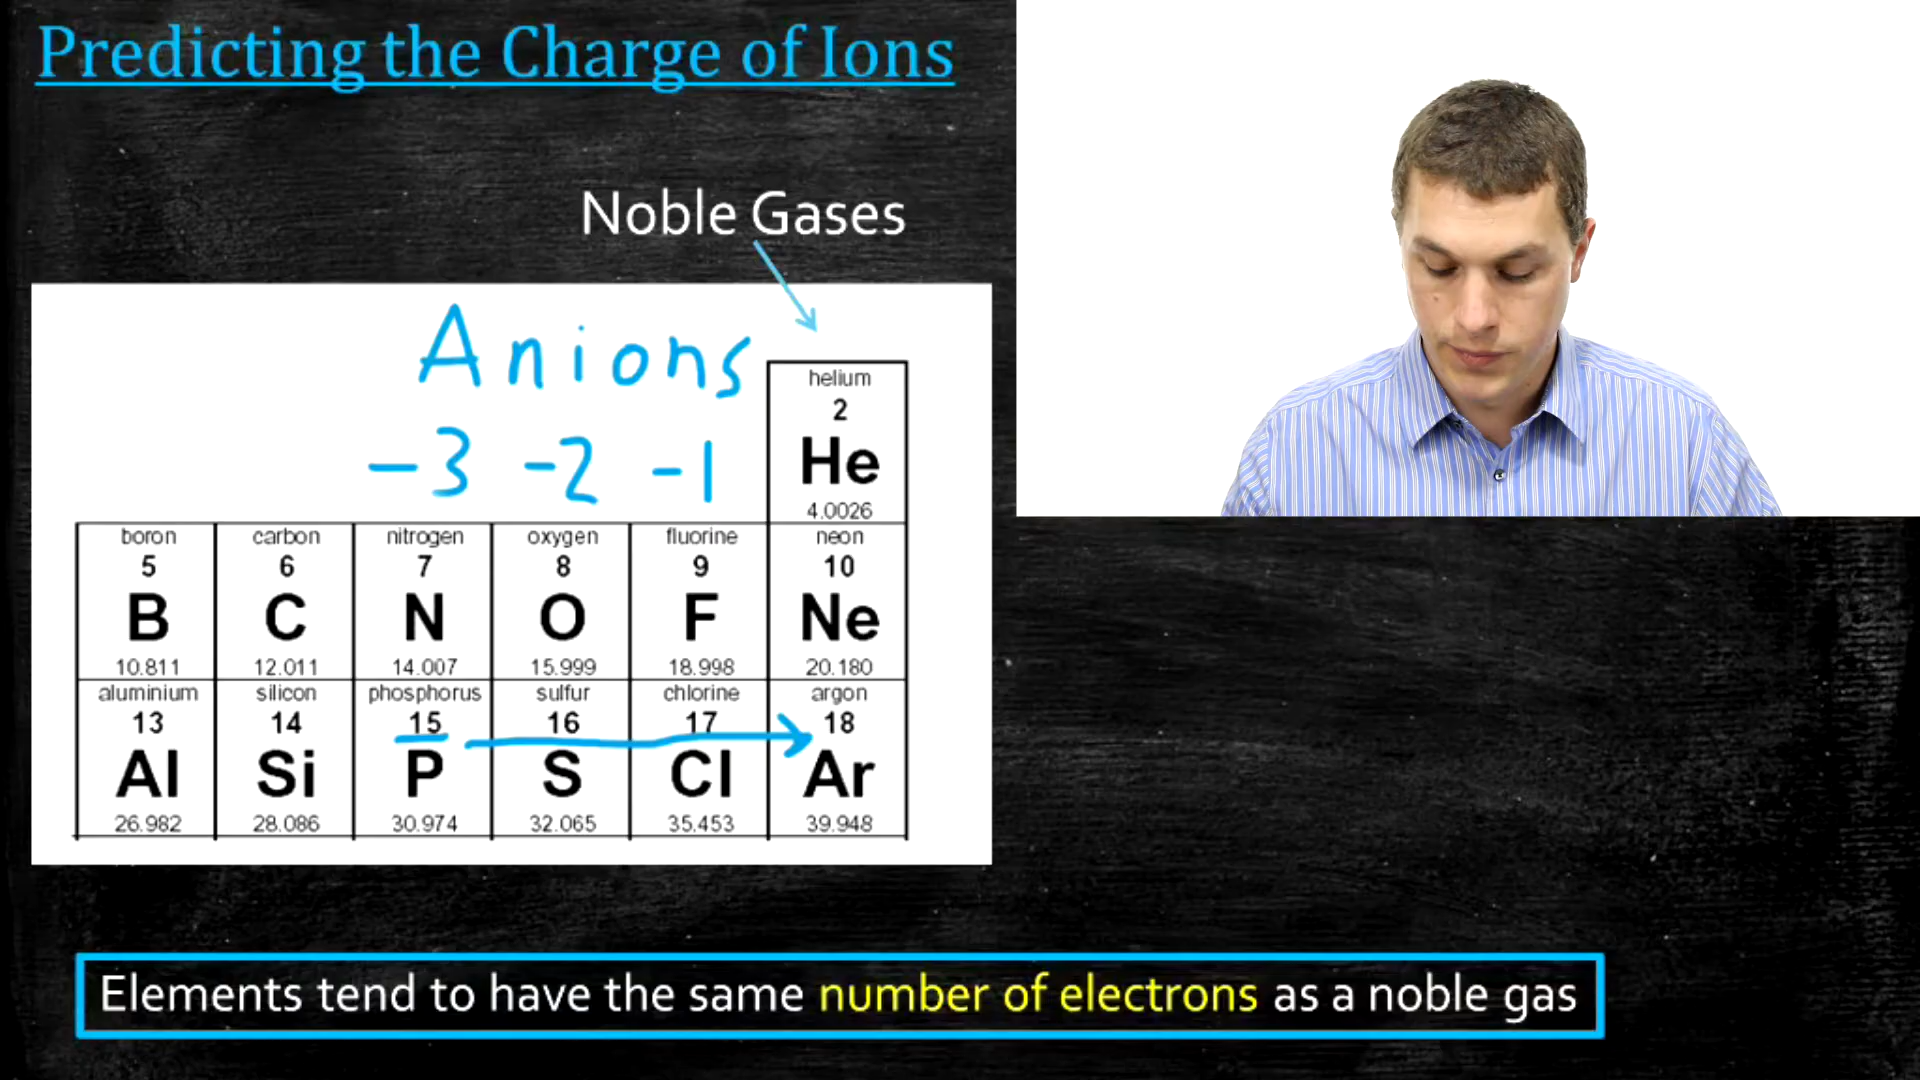 Predicting the Charge of Ions
Noble Gases
Anions
-3 -2 -1
helium
2
He
4.0026
boron carbon nitrogen oxygen fluorine neon
5 6 7 8 9 10
B C N O F Ne
10.811 12.011 14.007 15.999 18.998 20.180
aluminium silicon phosphorus sulfur chlorine argon
13 14 15 16 17 18
Al Si P S Cl Ar
26.982 28.086 30.974 32.065 35.453 39.948
Elements tend to have the same number of electrons as a noble gas